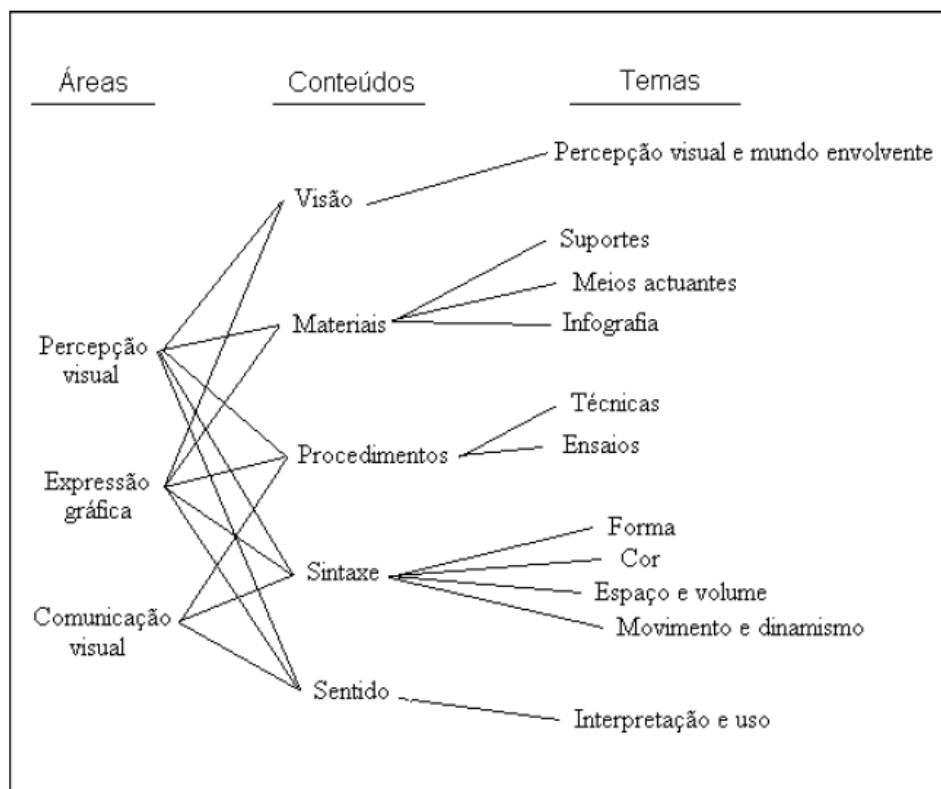 Áreas
Conteúdos
Temas
Percepção visual e mundo envolvente
Visão
Suportes
Meios actuantes
Materiais
Infografia
Percepção
visual
Técnicas
Ensaios
Procedimentos
Expressão
gráfica
Forma
Cor
Sintaxe
Espaço e volume
Comunicação
visual
Movimento e dinamismo
Sentido
Interpretação e uso